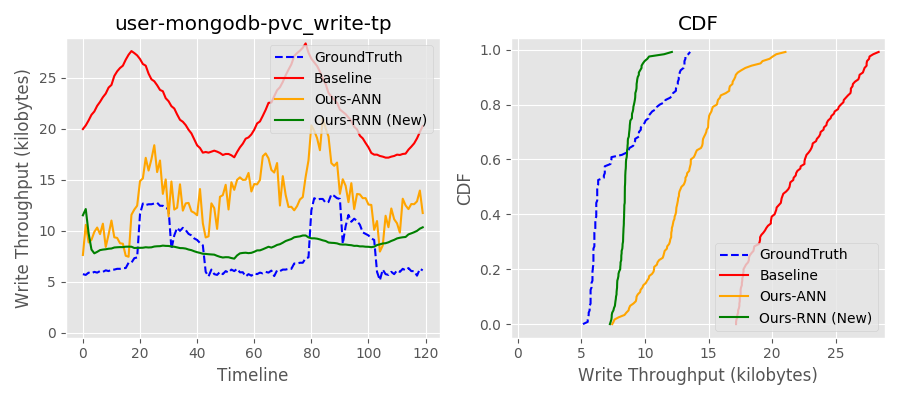 user-mongodb-pvc_write-tp
Write Throughput (kilobytes)
25
20
15
10
5
0
0
20
40
60
80
100
120
Timeline
GroundTruth
Baseline
Ours-ANN
Ours-RNN (New)
CDF
CDF
1.0
0.8
0.6
0.4
0.2
0.0
0
5
10
15
20
25
Write Throughput (kilobytes)
GroundTruth
Baseline
Ours-ANN
Ours-RNN (New)